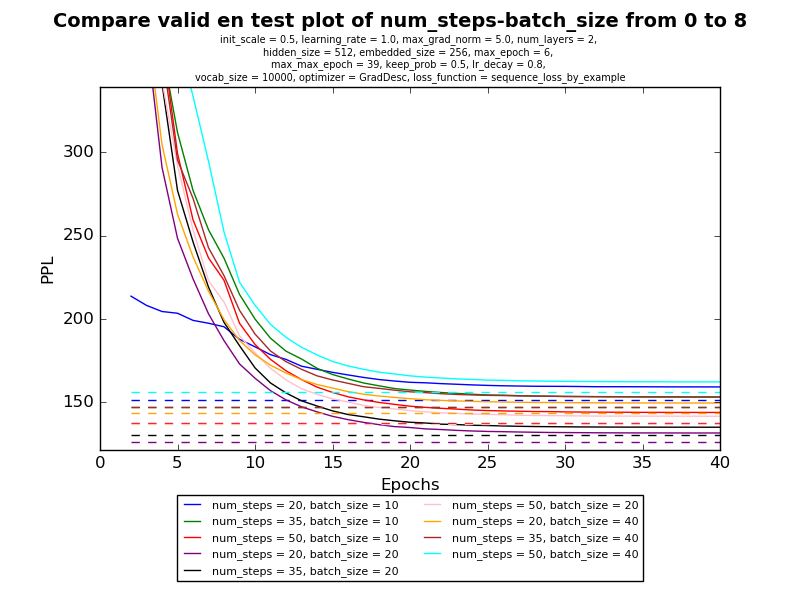 Compare valid en test plot of num_steps-batch_size from 0 to 8
init_scale = 0.5, learning_rate = 1.0, max_grad_norm = 5.0, num_layers = 2,
hidden_size = 512, embedded_size = 256, max_epoch = 6,
max_max_epoch = 39, keep_prob = 0.5, lr_decay = 0.8,
vocab_size = 10000, optimizer = GradDesc, loss_function = sequence_loss_by_example
300
250
200
150
PPL
0 5 10 15 20 25 30 35 40
Epochs
num_steps = 20, batch_size = 10
num_steps = 35, batch_size = 10
num_steps = 50, batch_size = 10
num_steps = 20, batch_size = 20
num_steps = 35, batch_size = 20
num_steps = 50, batch_size = 20
num_steps = 20, batch_size = 40
num_steps = 35, batch_size = 40
num_steps = 50, batch_size = 40